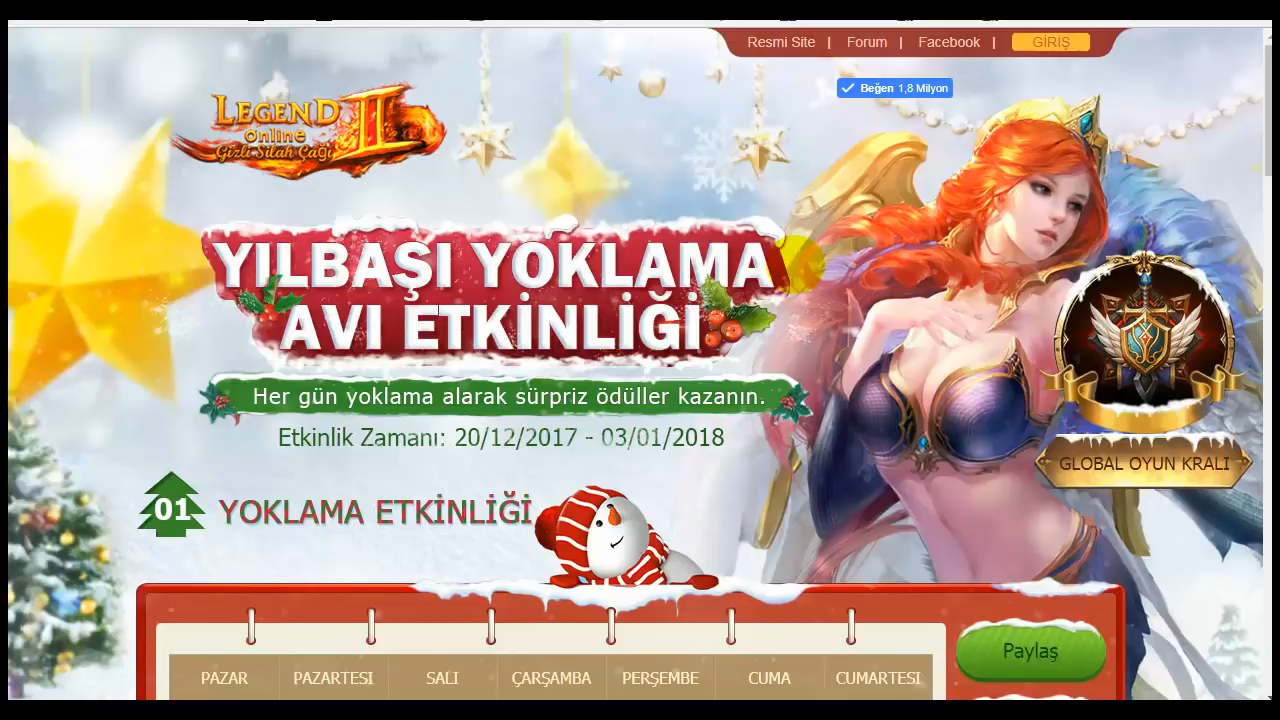 Resmi Site | Forum | Facebook | GİRİŞ
Beğen 1,8 Milyon
LEGEND II
Online
Gizli Silah Çağı
YILBAŞI YOKLAMA
AVI ETKİNLİĞİ
Her gün yoklama alarak sürpriz ödüller kazanın.
Etkinlik Zamanı: 20/12/2017 - 03/01/2018
GLOBAL OYUN KRALI
01 YOKLAMA ETKİNLİĞİ
Paylaş
PAZAR PAZARTESİ SALI ÇARŞAMBA PERŞEMBE CUMA CUMARTESİ